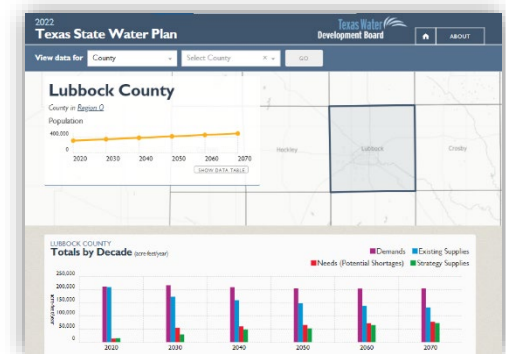 2022
Texas State Water Plan
Texas Water
Development Board
ABOUT
View data for County Select County × GO
Lubbock County
County in Region O
Population
400,000
0
2020 2030 2040 2050 2060 2070
SHOW DATA TABLE
Hockley Lubbock Crosby
LUBBOCK COUNTY
Totals by Decade (acre-feet/year)
Demands Existing Supplies
Needs (Potential Shortages) Strategy Supplies
acre-feet/year
250,000
200,000
150,000
100,000
50,000
0
2020 2030 2040 2050 2060 2070